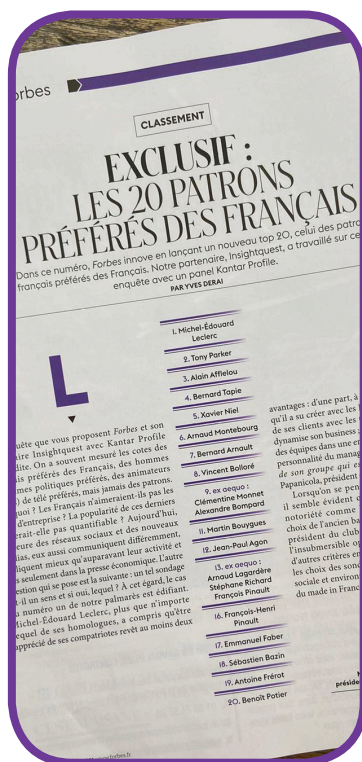 orbes
CLASSEMENT
EXCLUSIF :
LES 20 PATRONS
PRÉFÉRÉS DES FRANÇAIS
Dans ce numéro, Forbes innove en lançant un nouveau top 20, celui des patro
français préférés des Français. Notre partenaire, Insightquest, a travaillé sur ce
enquête avec un panel Kantar Profile.
PAR YVES DERAI
1. Michel-Édouard
Leclerc
2. Tony Parker
3. Alain Afflelou
4. Bernard Tapie
5. Xavier Niel
6. Arnaud Montebourg
7. Bernard Arnault
8. Vincent Bolloré
9. ex aequo :
Clémentine Monnet
Alexandre Bompard
11. Martin Bouygues
12. Jean-Paul Agon
13. ex aequo :
Arnaud Lagardère
Stéphane Richard
François Pinault
16. François-Henri
Pinault
17. Emmanuel Faber
18. Sébastien Bazin
19. Antoine Frérot
20. Benoît Potier
L
uête que vous proposent Forbes et son
ire Insightquest avec Kantar Profile
dite. On a souvent mesuré les cotes des
is préférés des Français, des hommes
mes politiques préférés, des animateurs
) de télé préférés, mais jamais des patrons.
quoi ? Les Français n'aimeraient-ils pas les
d'entreprise ? La popularité de ces derniers
erait-elle pas quantifiable ? Aujourd'hui,
eure des réseaux sociaux et des nouveaux
ias, eux aussi communiquent différemment,
liquent mieux qu'auparavant leur activité et
s seulement dans la presse économique. L'autre
estion qui se pose est la suivante : un tel sondage
t-il un sens et si oui, lequel ? À cet égard, le cas
numéro un de notre palmarès est édifiant.
ichel-Édouard Leclerc, plus que n'importe
equel de ses homologues, a compris qu'être
apprécié de ses compatriotes revêt au moins deux
avantages : d'une part, à
qu'il a su créer avec les
de ses clients avec les
dynamise son business ;
des équipes dans une en
personnalité du manag
de son groupe qui es
Papanicola, président
Lorsqu'on se pen
il semble évident
notoriété comme
choix de l'ancien ba
président du club
l'insubmersible op
d'autres critères en
les choix des son
sociale et environ
du made in Franc
préside